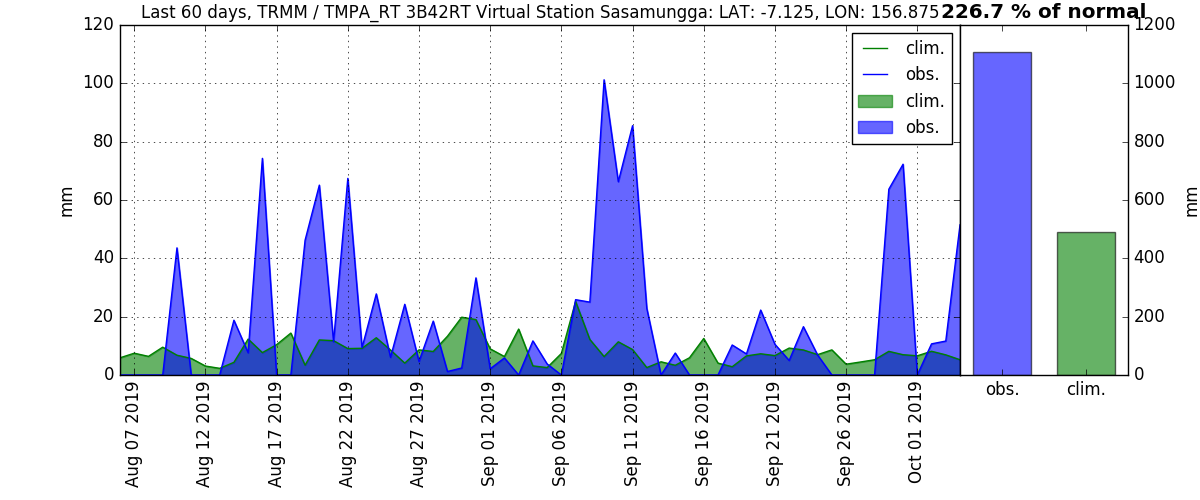 Last 60 days, TRMM / TMPA_RT 3B42RT Virtual Station Sasamungga: LAT: -7.125, LON: 156.875
226.7 % of normal
120
100
80
60
40
20
0
mm
clim.
obs.
clim.
obs.
1200
1000
800
600
400
200
0
mm
obs.
clim.
Aug 07 2019
Aug 12 2019
Aug 17 2019
Aug 22 2019
Aug 27 2019
Sep 01 2019
Sep 06 2019
Sep 11 2019
Sep 16 2019
Sep 21 2019
Sep 26 2019
Oct 01 2019